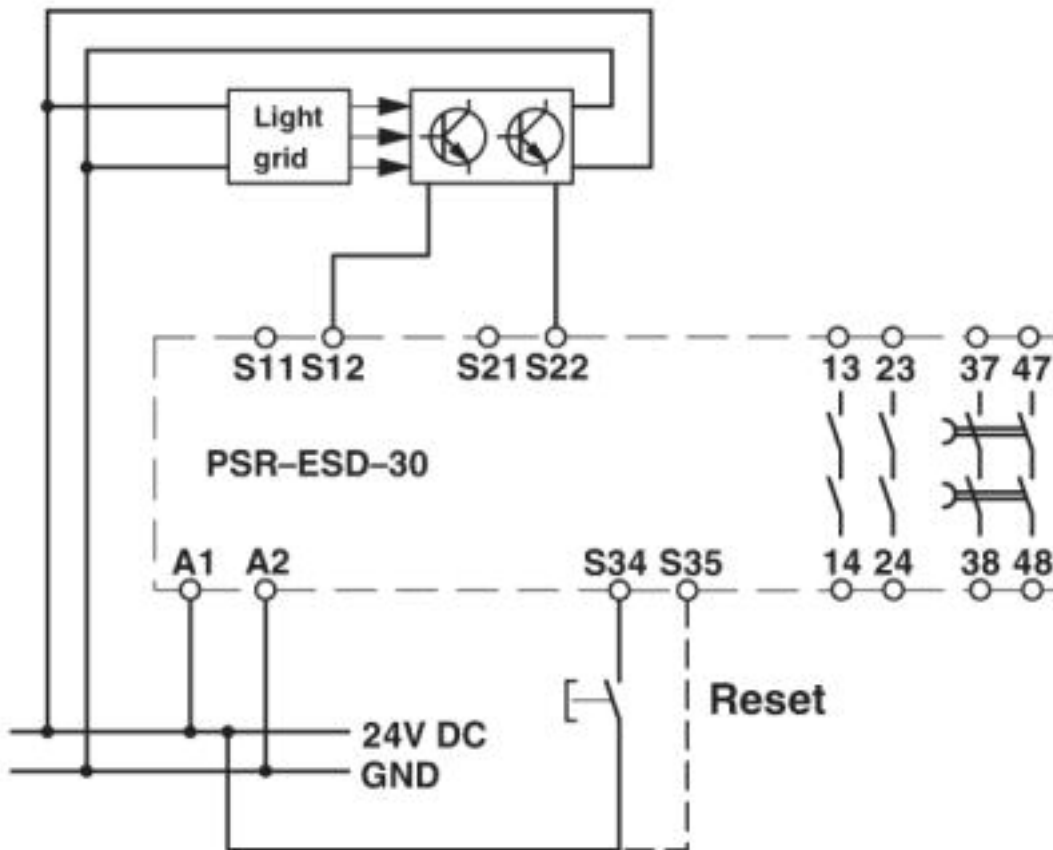 Light
grid
S11 S12 S21 S22 13 23 37 47
PSR–ESD–30
A1 A2 S34 S35 14 24 38 48
Reset
24V DC
GND